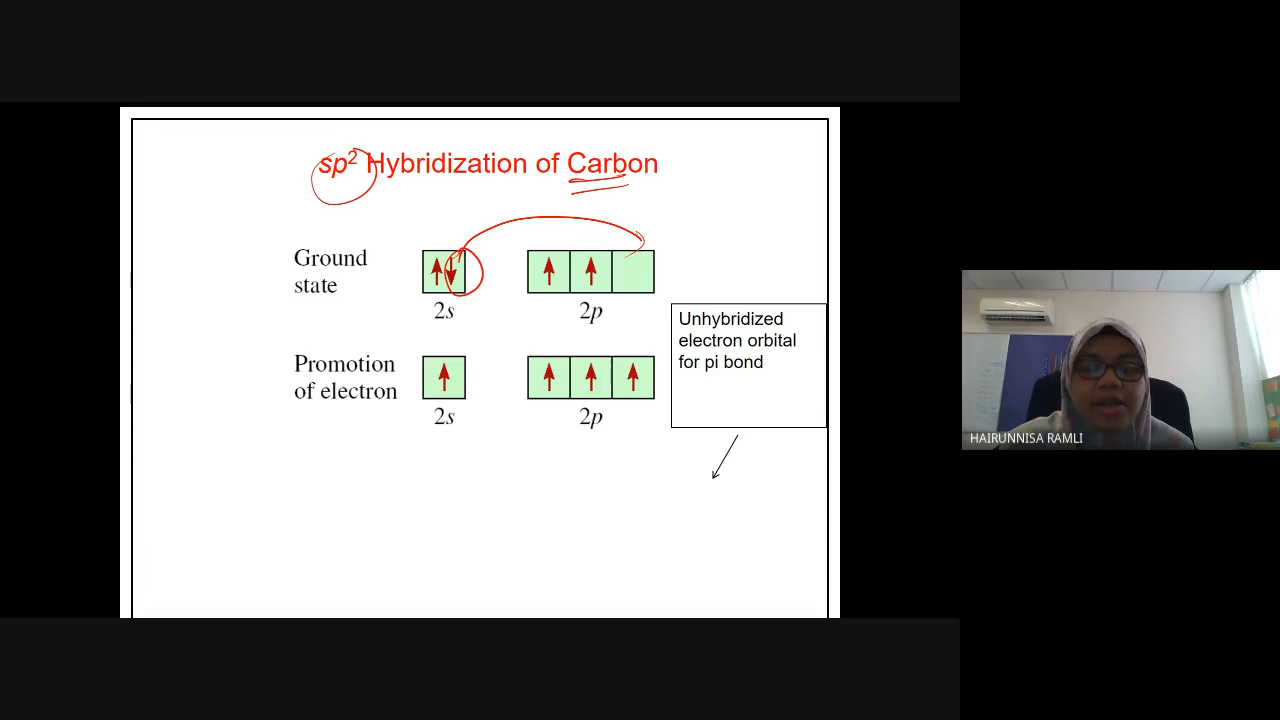 sp² Hybridization of Carbon
Ground
state
2s
2p
Promotion
of electron
2s
2p
Unhybridized
electron orbital
for pi bond
HAIRUNNISA RAMLI